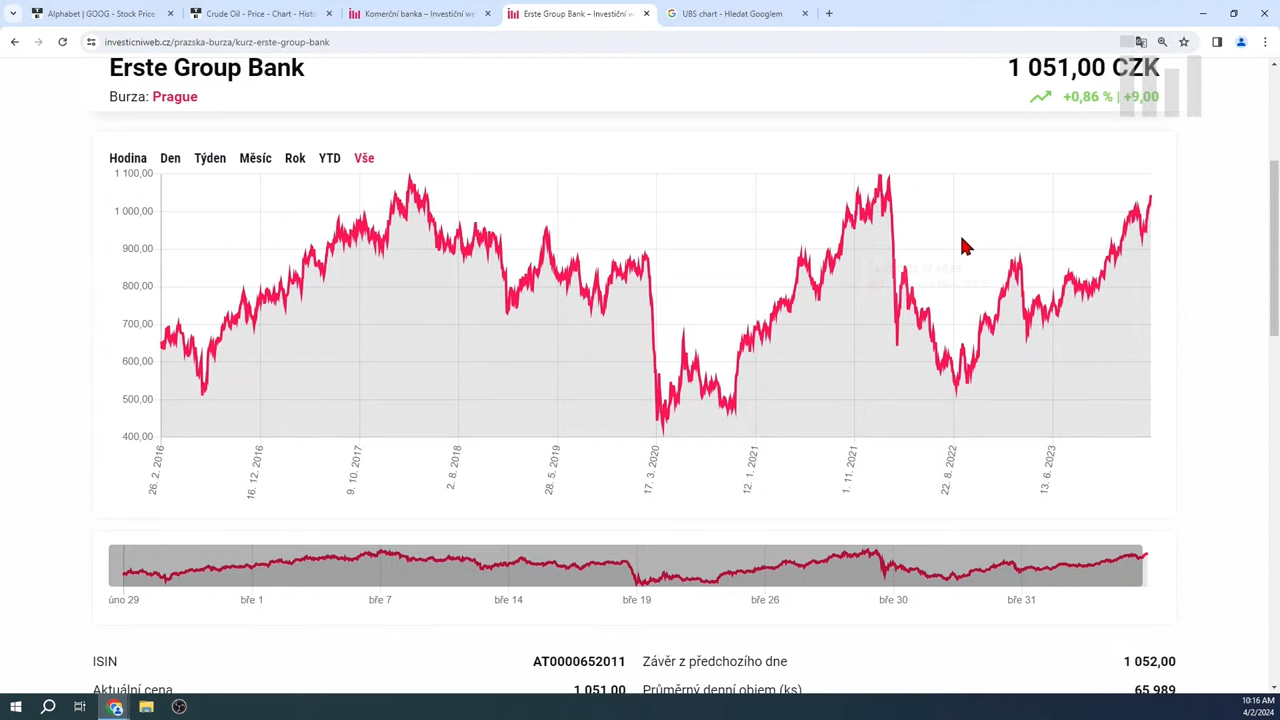 Alphabet | GOOG - Stock Price
Crude Oil - Price - Chart - Histo
Komerční banka – Investiční we
Erste Group Bank – Investiční w
UBS chart - Hledat Googlem
investicniweb.cz/prazska-burza/kurz-erste-group-bank
Erste Group Bank
1 051,00 CZK
Burza: Prague
+0,86 % | +9,00
Hodina Den Týden Měsíc Rok YTD Vše
1 100,00
1 000,00
900,00
800,00
700,00
600,00
500,00
400,00
26. 2. 2016
16. 12. 2016
9. 10. 2017
2. 8. 2018
28. 5. 2019
17. 3. 2020
12. 1. 2021
1. 11. 2021
22. 8. 2022
13. 6. 2023
úno 29
bře 1
bře 7
bře 14
bře 19
bře 26
bře 30
bře 31
ISIN AT0000652011
Závěr z předchozího dne 1 052,00
Aktuální cena 1 051,00
Průměrný denní objem (ks) 65 989
10:16 AM
4/2/2024